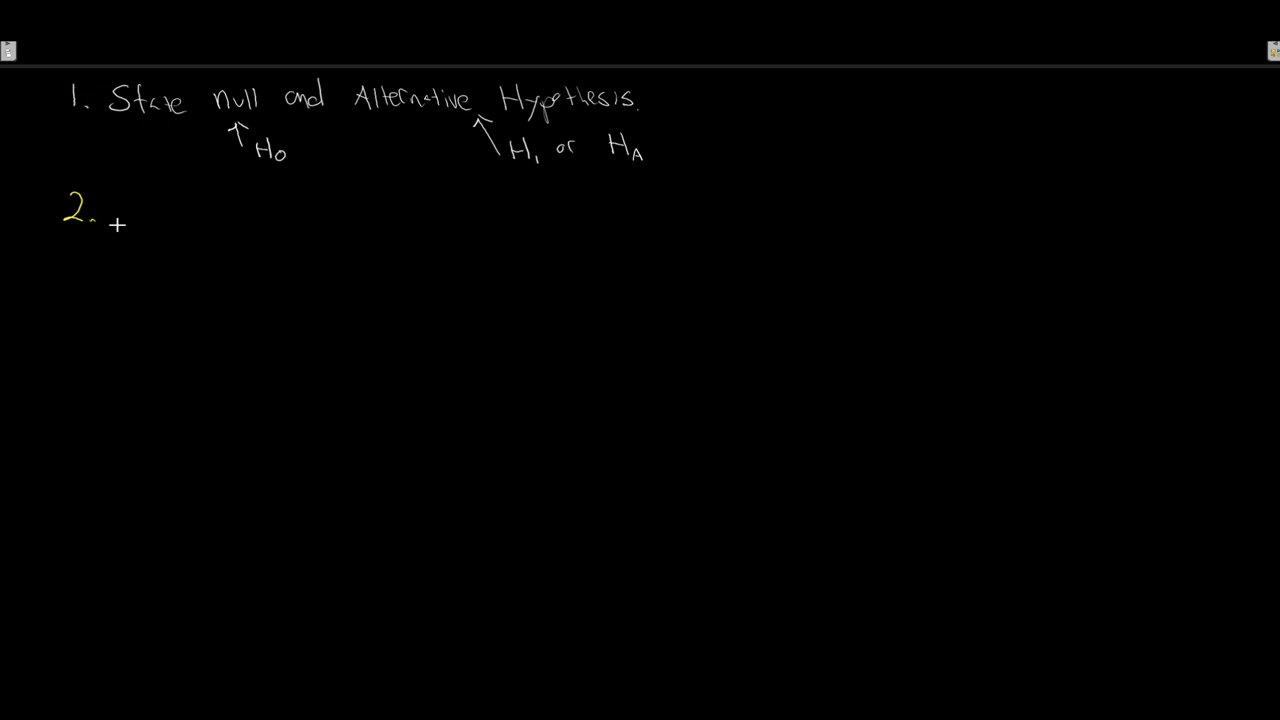 1. State null and Alternative Hypothesis.
H0 H1 or HA
2.